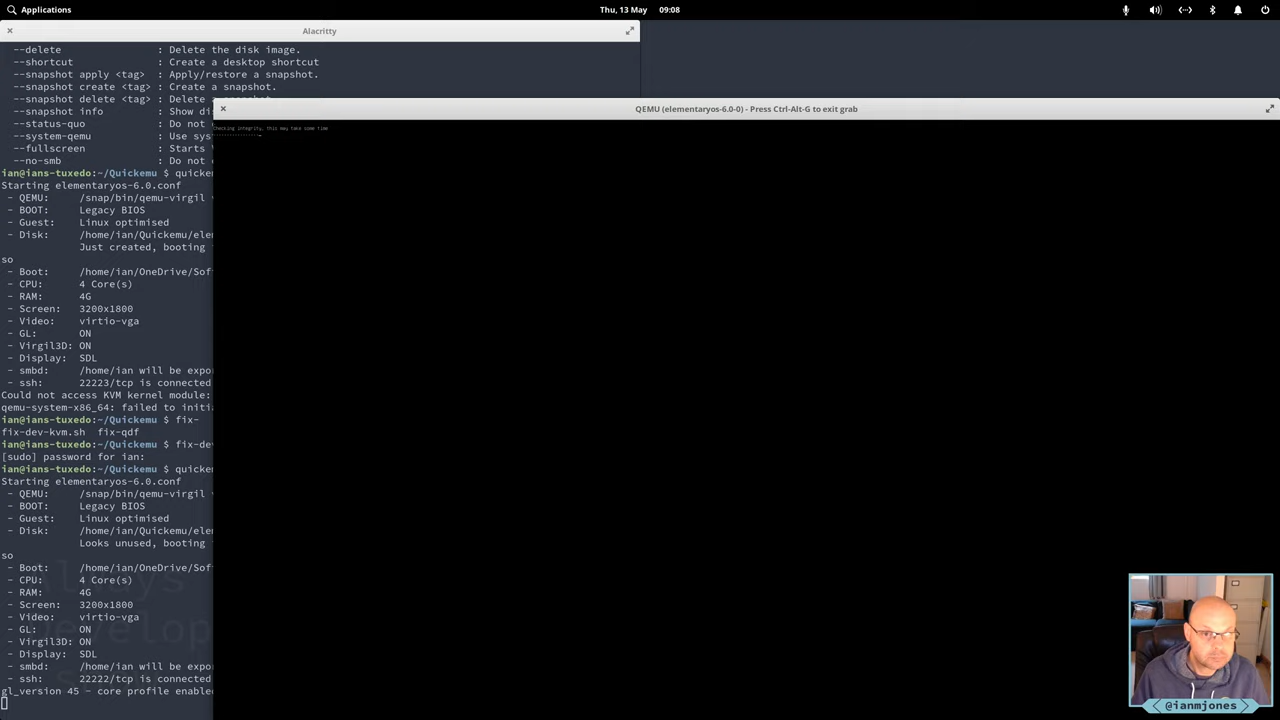 Applications
Thu, 13 May 09:08
Alacritty
--delete : Delete the disk image.
--shortcut : Create a desktop shortcut
--snapshot apply <tag> : Apply/restore a snapshot.
--snapshot create <tag> : Create a snapshot.
--snapshot delete <tag> : Delete
--snapshot info : Show di
--status-quo : Do not
--system-qemu : Use sys
--fullscreen : Starts
--no-smb : Do not
ian@ians-tuxedo:~/Quickemu $ quicke
Starting elementaryos-6.0.conf
- QEMU: /snap/bin/qemu-virgil
- BOOT: Legacy BIOS
- Guest: Linux optimised
- Disk: /home/ian/Quickemu/ele
Just created, booting
so
- Boot: /home/ian/OneDrive/Sof
- CPU: 4 Core(s)
- RAM: 4G
- Screen: 3200x1800
- Video: virtio-vga
- GL: ON
- Virgil3D: ON
- Display: SDL
- smbd: /home/ian will be expo
- ssh: 22223/tcp is connected
Could not access KVM kernel module:
qemu-system-x86_64: failed to initi
ian@ians-tuxedo:~/Quickemu $ fix-
fix-dev-kvm.sh fix-qdf
ian@ians-tuxedo:~/Quickemu $ fix-de
[sudo] password for ian:
ian@ians-tuxedo:~/Quickemu $ quicke
Starting elementaryos-6.0.conf
- QEMU: /snap/bin/qemu-virgil
- BOOT: Legacy BIOS
- Guest: Linux optimised
- Disk: /home/ian/Quickemu/ele
Looks unused, booting
so
- Boot: /home/ian/OneDrive/Sof
- CPU: 4 Core(s)
- RAM: 4G
- Screen: 3200x1800
- Video: virtio-vga
- GL: ON
- Virgil3D: ON
- Display: SDL
- smbd: /home/ian will be expo
- ssh: 22222/tcp is connected
gl_version 45 - core profile enabled
QEMU (elementaryos-6.0-0) - Press Ctrl-Alt-G to exit grab
Checking integrity, this may take some time
@ianmjones